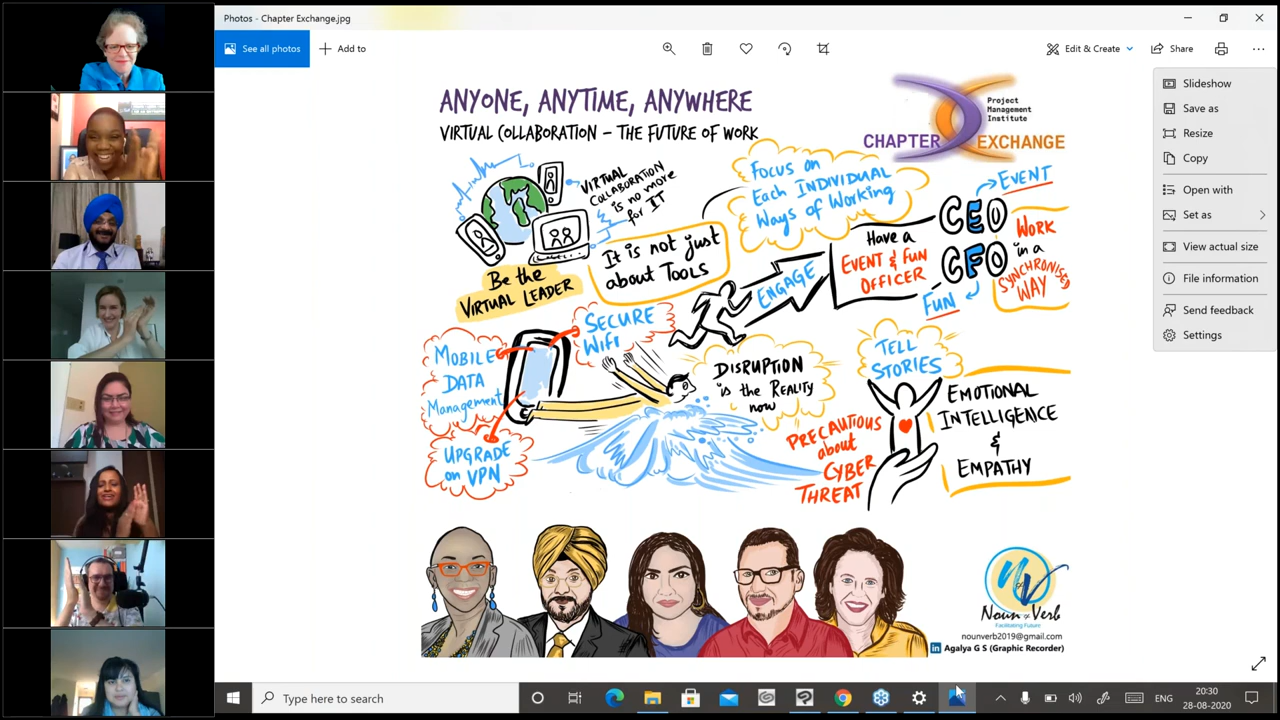 Photos - Chapter Exchange.jpg
See all photos
Add to
Edit & Create
Share
Slideshow
Save as
Resize
Copy
Open with
Set as
View actual size
File information
Send feedback
Settings
ANYONE, ANYTIME, ANYWHERE
VIRTUAL COLLABORATION – THE FUTURE OF WORK
Project
Management
Institute
CHAPTER EXCHANGE
VIRTUAL
COLLABORATION
is no more
for IT
Be the
VIRTUAL LEADER
It is not just
about TOOLS
Focus on
Each INDIVIDUAL
Ways of Working
ENGAGE
Have a
EVENT & FUN
OFFICER
EVENT
CEO
CFO
FUN
WORK
in a
SYNCHRONISED
WAY
MOBILE
DATA
Management
SECURE
WiFi
UPGRADE
on VPN
DISRUPTION
is the REALITY
now
TELL
STORIES
PRECAUTIOUS
about
CYBER
THREAT
EMOTIONAL
INTELLIGENCE
&
EMPATHY
NV
Noun & Verb
Facilitating Future
nounverb2019@gmail.com
in Agalya G S (Graphic Recorder)
Type here to search
ENG
20:30
28-08-2020